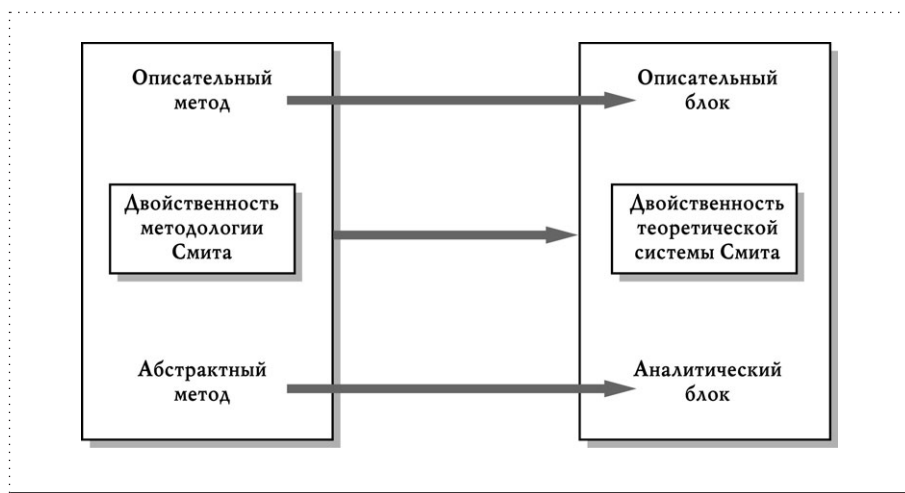 Описательный
метод
Описательный
блок
Двойственность
методологии
Смита
Двойственность
теоретической
системы Смита
Абстрактный
метод
Аналитический
блок